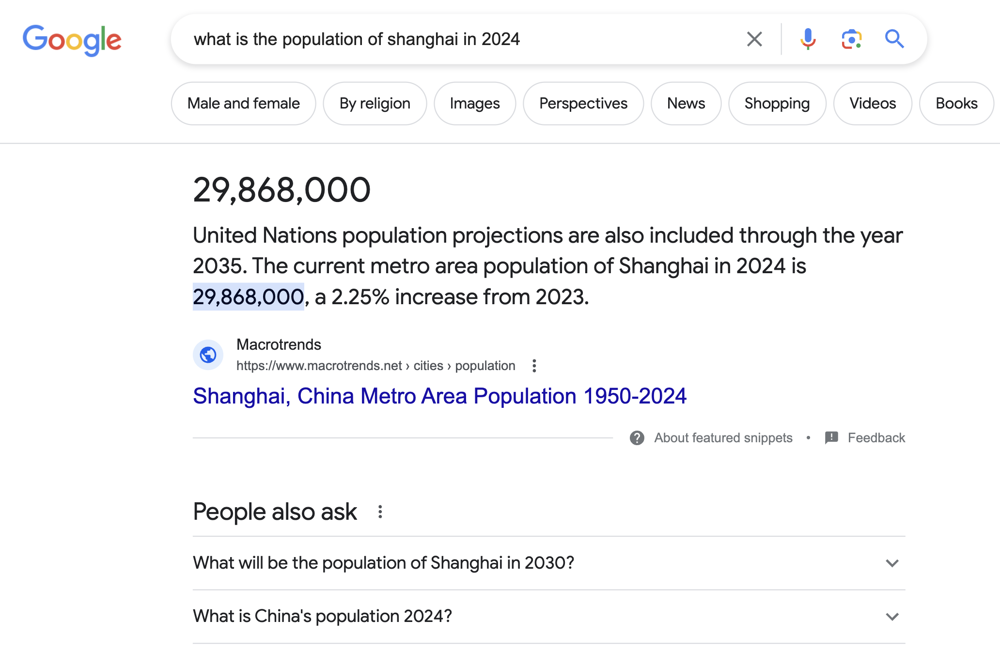 Google
what is the population of shanghai in 2024
Male and female
By religion
Images
Perspectives
News
Shopping
Videos
Books
29,868,000
United Nations population projections are also included through the year
2035. The current metro area population of Shanghai in 2024 is
29,868,000, a 2.25% increase from 2023.
Macrotrends
https://www.macrotrends.net › cities › population
Shanghai, China Metro Area Population 1950-2024
About featured snippets • Feedback
People also ask
What will be the population of Shanghai in 2030?
What is China's population 2024?